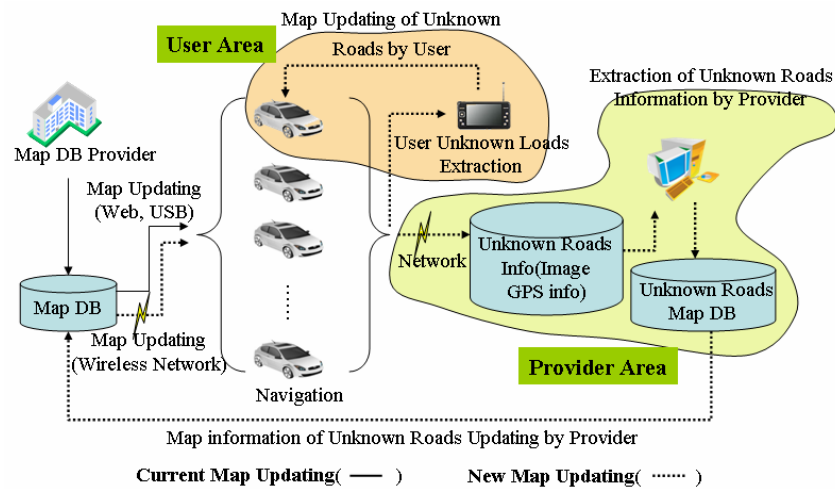 Map Updating of Unknown
Roads by User
User Area
Extraction of Unknown Roads
Information by Provider
Map DB Provider
User Unknown Loads
Extraction
Map Updating
(Web, USB)
Network
Unknown Roads
Info(Image
GPS info)
Map DB
Unknown Roads
Map DB
Map Updating
(Wireless Network)
Provider Area
Navigation
Map information of Unknown Roads Updating by Provider
Current Map Updating( —— )
New Map Updating( ...... )